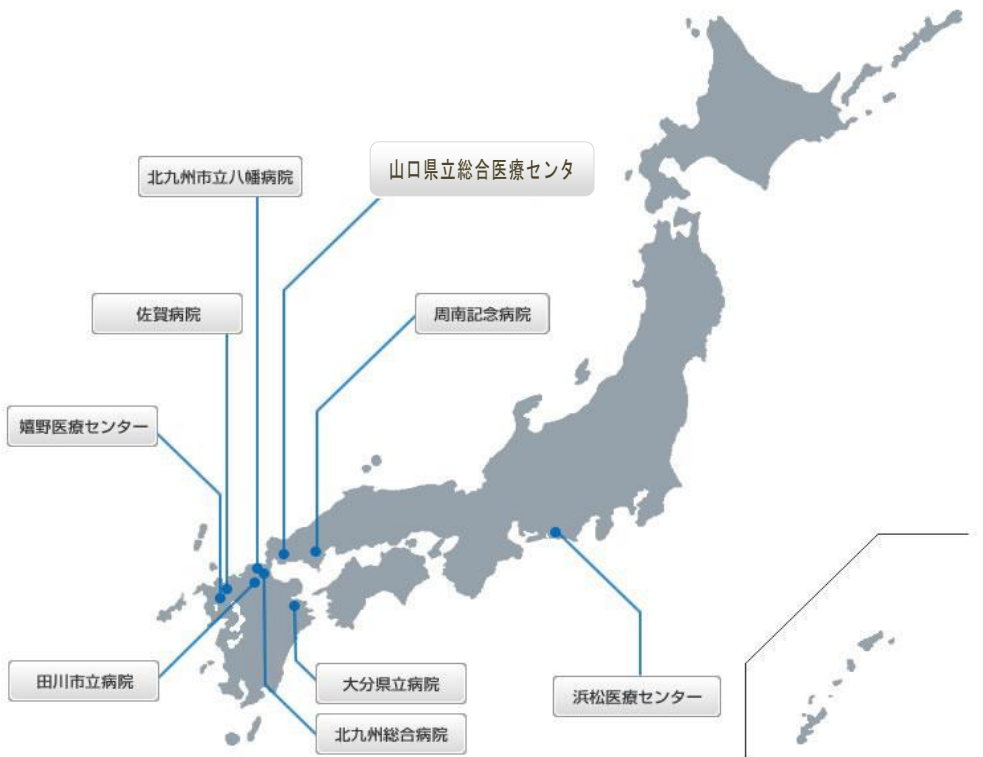 山口県立総合医療センタ
北九州市立八幡病院
佐賀病院
周南記念病院
嬉野医療センター
田川市立病院
大分県立病院
浜松医療センター
北九州総合病院